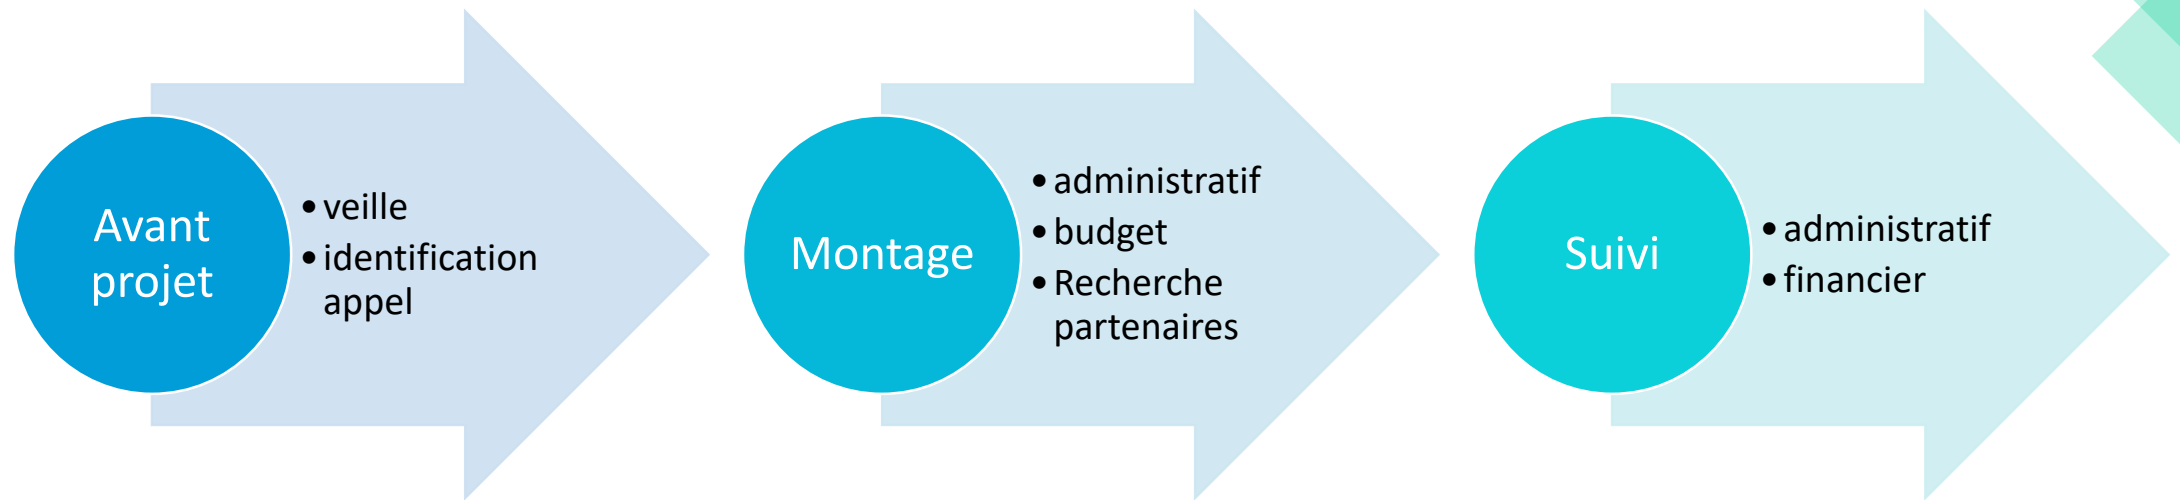 Avant
projet
• veille
• identification
appel
Montage
• administratif
• budget
• Recherche
partenaires
Suivi
• administratif
• financier